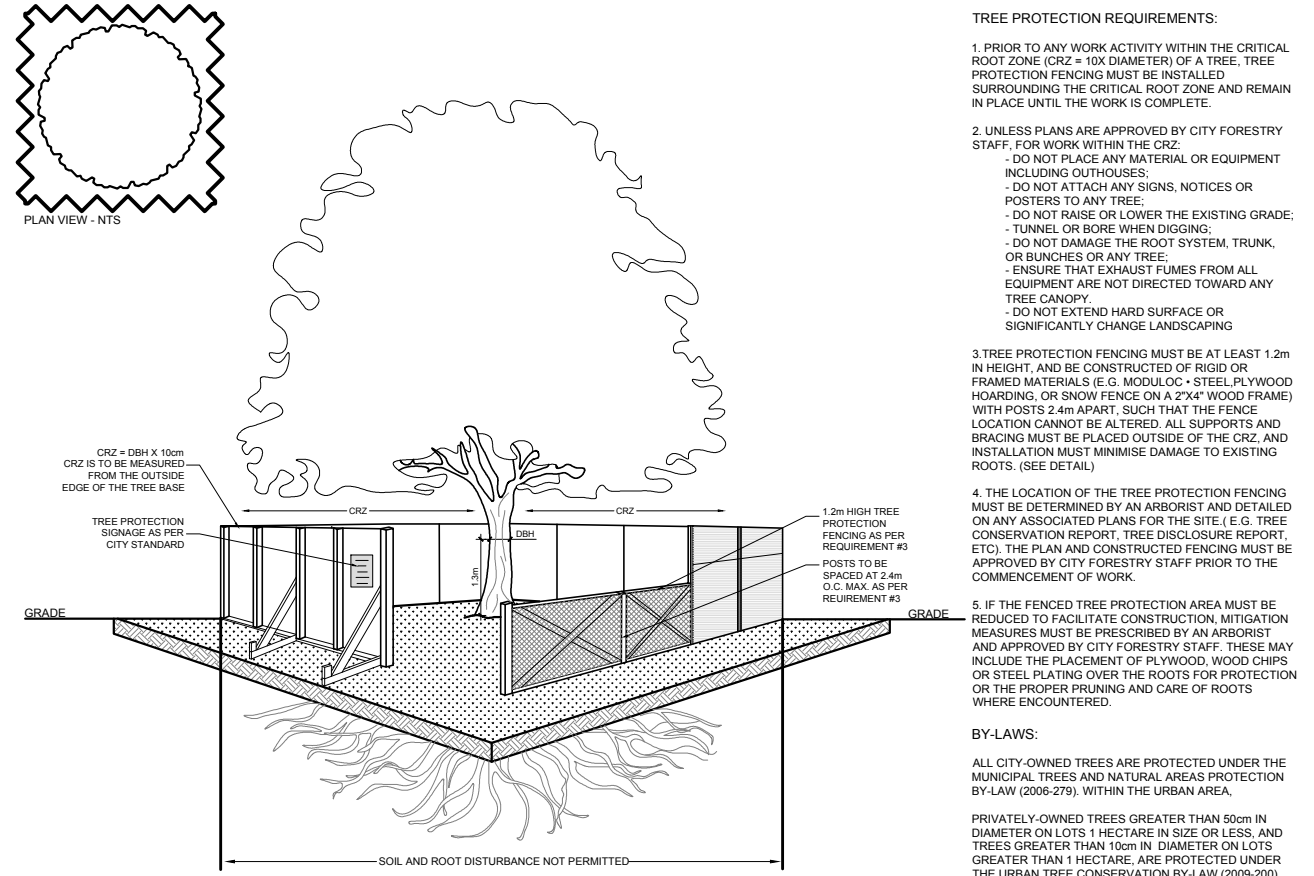 PLAN VIEW - NTS
CRZ = DBH X 10cm
CRZ IS TO BE MEASURED
FROM THE OUTSIDE
EDGE OF THE TREE BASE
TREE PROTECTION
SIGNAGE AS PER
CITY STANDARD
CRZ
CRZ
DBH
1.3m
1.2m HIGH TREE
PROTECTION
FENCING AS PER
REQUIREMENT #3
POSTS TO BE
SPACED AT 2.4m
O.C. MAX. AS PER
REUIREMENT #3
GRADE
GRADE
SOIL AND ROOT DISTURBANCE NOT PERMITTED
TREE PROTECTION REQUIREMENTS:
1. PRIOR TO ANY WORK ACTIVITY WITHIN THE CRITICAL
ROOT ZONE (CRZ = 10X DIAMETER) OF A TREE, TREE
PROTECTION FENCING MUST BE INSTALLED
SURROUNDING THE CRITICAL ROOT ZONE AND REMAIN
IN PLACE UNTIL THE WORK IS COMPLETE.
2. UNLESS PLANS ARE APPROVED BY CITY FORESTRY
STAFF, FOR WORK WITHIN THE CRZ:
- DO NOT PLACE ANY MATERIAL OR EQUIPMENT
INCLUDING OUTHOUSES;
- DO NOT ATTACH ANY SIGNS, NOTICES OR
POSTERS TO ANY TREE;
- DO NOT RAISE OR LOWER THE EXISTING GRADE;
- TUNNEL OR BORE WHEN DIGGING;
- DO NOT DAMAGE THE ROOT SYSTEM, TRUNK,
OR BUNCHES OR ANY TREE;
- ENSURE THAT EXHAUST FUMES FROM ALL
EQUIPMENT ARE NOT DIRECTED TOWARD ANY
TREE CANOPY.
- DO NOT EXTEND HARD SURFACE OR
SIGNIFICANTLY CHANGE LANDSCAPING
3.TREE PROTECTION FENCING MUST BE AT LEAST 1.2m
IN HEIGHT, AND BE CONSTRUCTED OF RIGID OR
FRAMED MATERIALS (E.G. MODULOC • STEEL,PLYWOOD
HOARDING, OR SNOW FENCE ON A 2"X4" WOOD FRAME)
WITH POSTS 2.4m APART, SUCH THAT THE FENCE
LOCATION CANNOT BE ALTERED. ALL SUPPORTS AND
BRACING MUST BE PLACED OUTSIDE OF THE CRZ, AND
INSTALLATION MUST MINIMISE DAMAGE TO EXISTING
ROOTS. (SEE DETAIL)
4. THE LOCATION OF THE TREE PROTECTION FENCING
MUST BE DETERMINED BY AN ARBORIST AND DETAILED
ON ANY ASSOCIATED PLANS FOR THE SITE.( E.G. TREE
CONSERVATION REPORT, TREE DISCLOSURE REPORT,
ETC). THE PLAN AND CONSTRUCTED FENCING MUST BE
APPROVED BY CITY FORESTRY STAFF PRIOR TO THE
COMMENCEMENT OF WORK.
5. IF THE FENCED TREE PROTECTION AREA MUST BE
REDUCED TO FACILITATE CONSTRUCTION, MITIGATION
MEASURES MUST BE PRESCRIBED BY AN ARBORIST
AND APPROVED BY CITY FORESTRY STAFF. THESE MAY
INCLUDE THE PLACEMENT OF PLYWOOD, WOOD CHIPS
OR STEEL PLATING OVER THE ROOTS FOR PROTECTION
OR THE PROPER PRUNING AND CARE OF ROOTS
WHERE ENCOUNTERED.
BY-LAWS:
ALL CITY-OWNED TREES ARE PROTECTED UNDER THE
MUNICIPAL TREES AND NATURAL AREAS PROTECTION
BY-LAW (2006-279). WITHIN THE URBAN AREA,
PRIVATELY-OWNED TREES GREATER THAN 50cm IN
DIAMETER ON LOTS 1 HECTARE IN SIZE OR LESS, AND
TREES GREATER THAN 10cm IN DIAMETER ON LOTS
GREATER THAN 1 HECTARE, ARE PROTECTED UNDER
THE URBAN TREE CONSERVATION BY-LAW (2009-200)